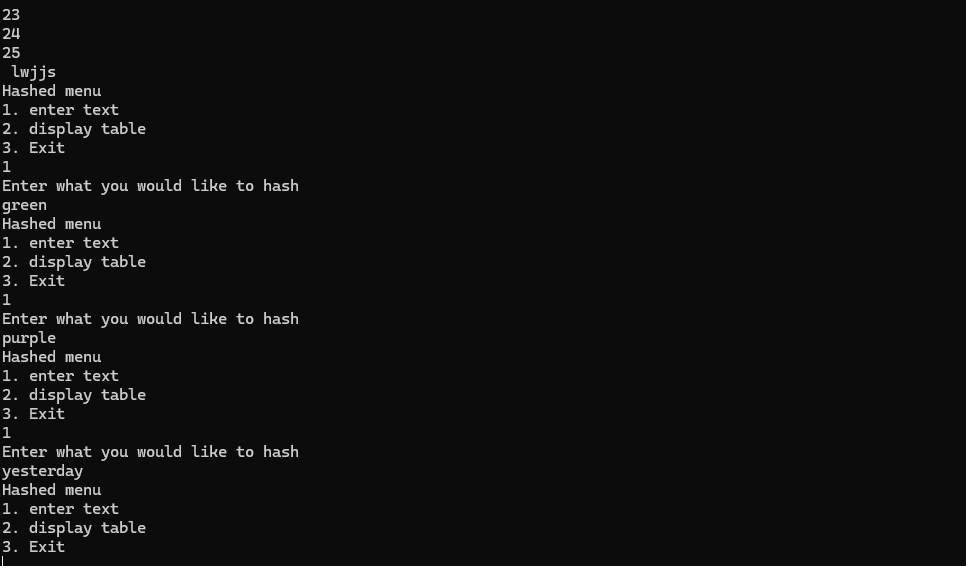 23
24
25
 lwjjs
Hashed menu
1. enter text
2. display table
3. Exit
1
Enter what you would like to hash
green
Hashed menu
1. enter text
2. display table
3. Exit
1
Enter what you would like to hash
purple
Hashed menu
1. enter text
2. display table
3. Exit
1
Enter what you would like to hash
yesterday
Hashed menu
1. enter text
2. display table
3. Exit